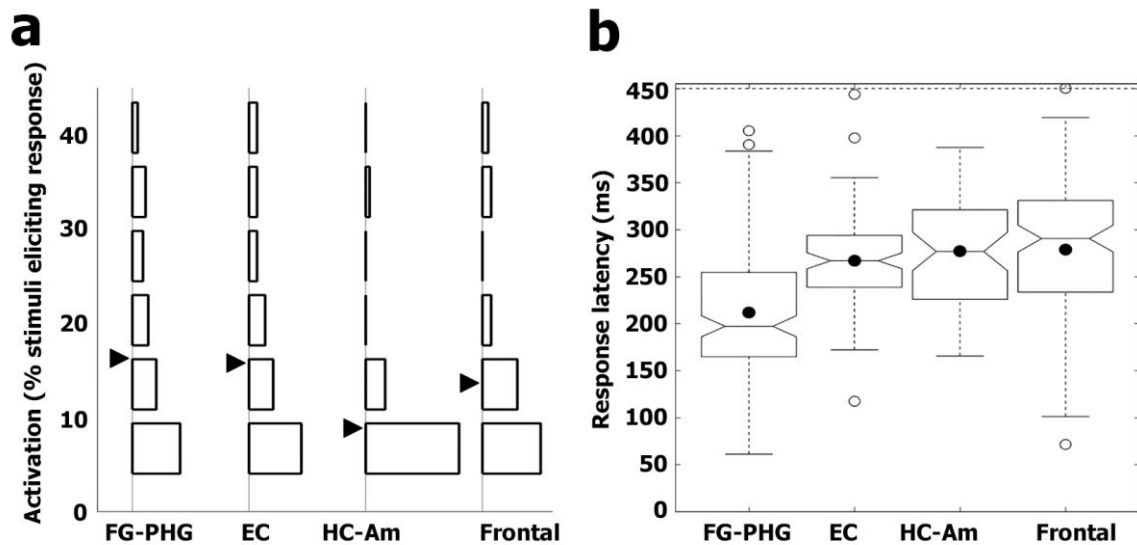 a
Activation (% stimuli eliciting response)
40
30
20
10
0
FG-PHG EC HC-Am Frontal
b
Response latency (ms)
450
400
350
300
250
200
150
100
50
0
FG-PHG EC HC-Am Frontal